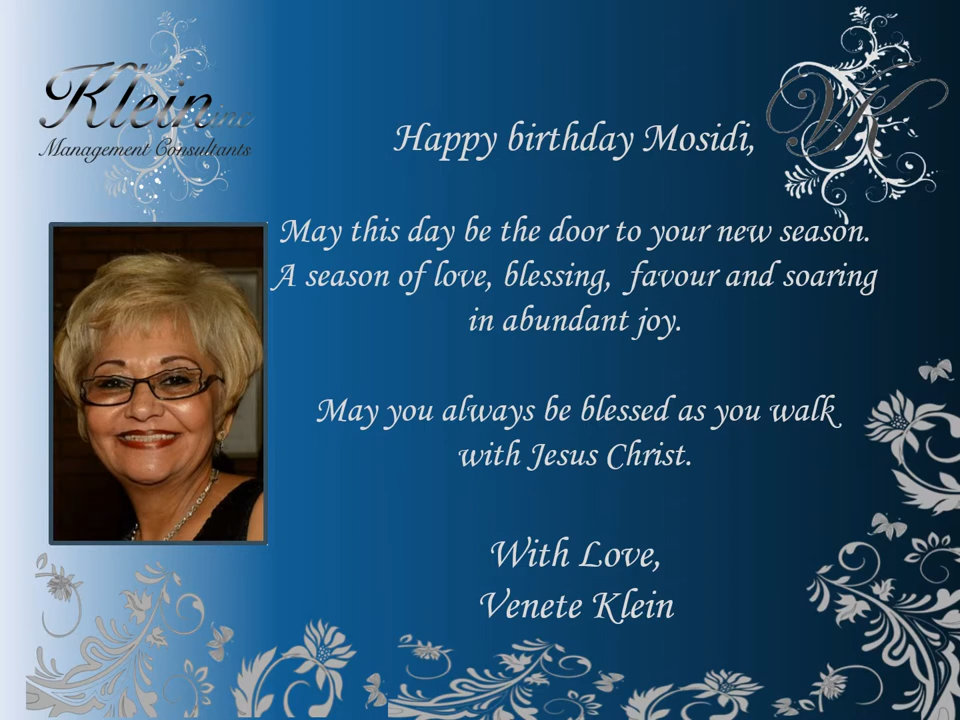 Klein inc
Management Consultants
VK
Happy birthday Mosidi,
May this day be the door to your new season.
A season of love, blessing, favour and soaring
in abundant joy.
May you always be blessed as you walk
with Jesus Christ.
With Love,
Venete Klein